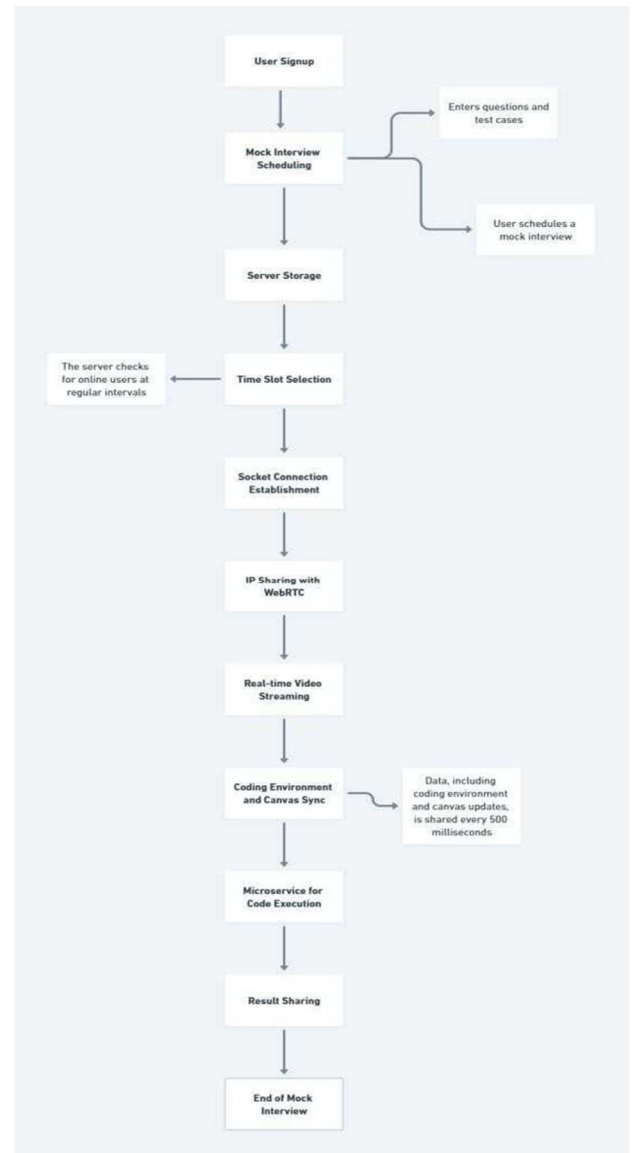 User Signup
Enters questions and
test cases
Mock Interview
Scheduling
User schedules a
mock interview
Server Storage
The server checks
for online users at
regular intervals
Time Slot Selection
Socket Connection
Establishment
IP Sharing with
WebRTC
Real-time Video
Streaming
Coding Environment
and Canvas Sync
Data, including
coding environment
and canvas updates,
is shared every 500
milliseconds
Microservice for
Code Execution
Result Sharing
End of Mock
Interview